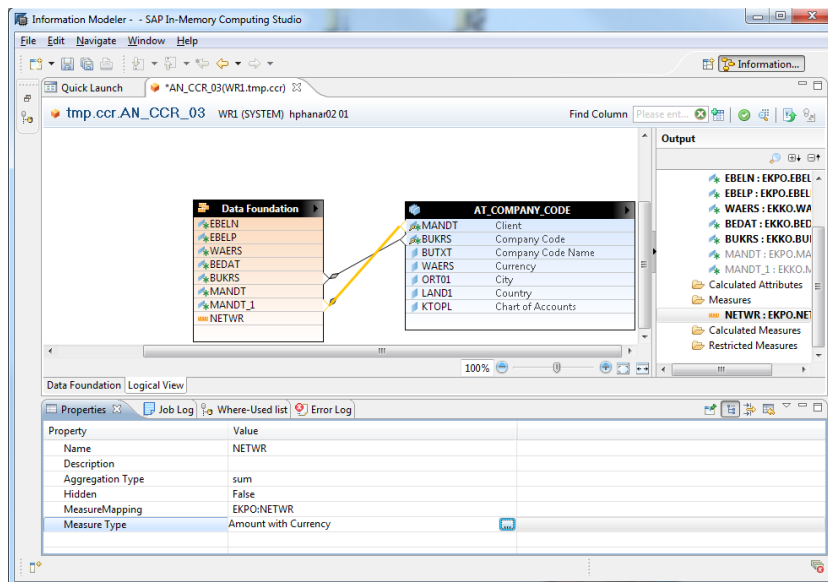 Information Modeler - - SAP In-Memory Computing Studio
File Edit Navigate Window Help
Information...
Quick Launch *AN_CCR_03(WR1.tmp.ccr)
tmp.ccr.AN_CCR_03 WR1 (SYSTEM) hphanar02 01 Find Column Please ent...
Output
Data Foundation
EBELN
EBELP
WAERS
BEDAT
BUKRS
MANDT
MANDT_1
NETWR
AT_COMPANY_CODE
MANDT Client
BUKRS Company Code
BUTXT Company Code Name
WAERS Currency
ORT01 City
LAND1 Country
KTOPL Chart of Accounts
EBELN : EKPO.EBEL
EBELP : EKPO.EBEL
WAERS : EKKO.WA
BEDAT : EKKO.BED
BUKRS : EKKO.BUI
MANDT : EKPO.MA
MANDT_1 : EKKO.M
Calculated Attributes
Measures
NETWR : EKPO.NET
Calculated Measures
Restricted Measures
100%
Data Foundation Logical View
Properties Job Log Where-Used list Error Log
Property Value
Name NETWR
Description
Aggregation Type sum
Hidden False
MeasureMapping EKPO:NETWR
Measure Type Amount with Currency ...